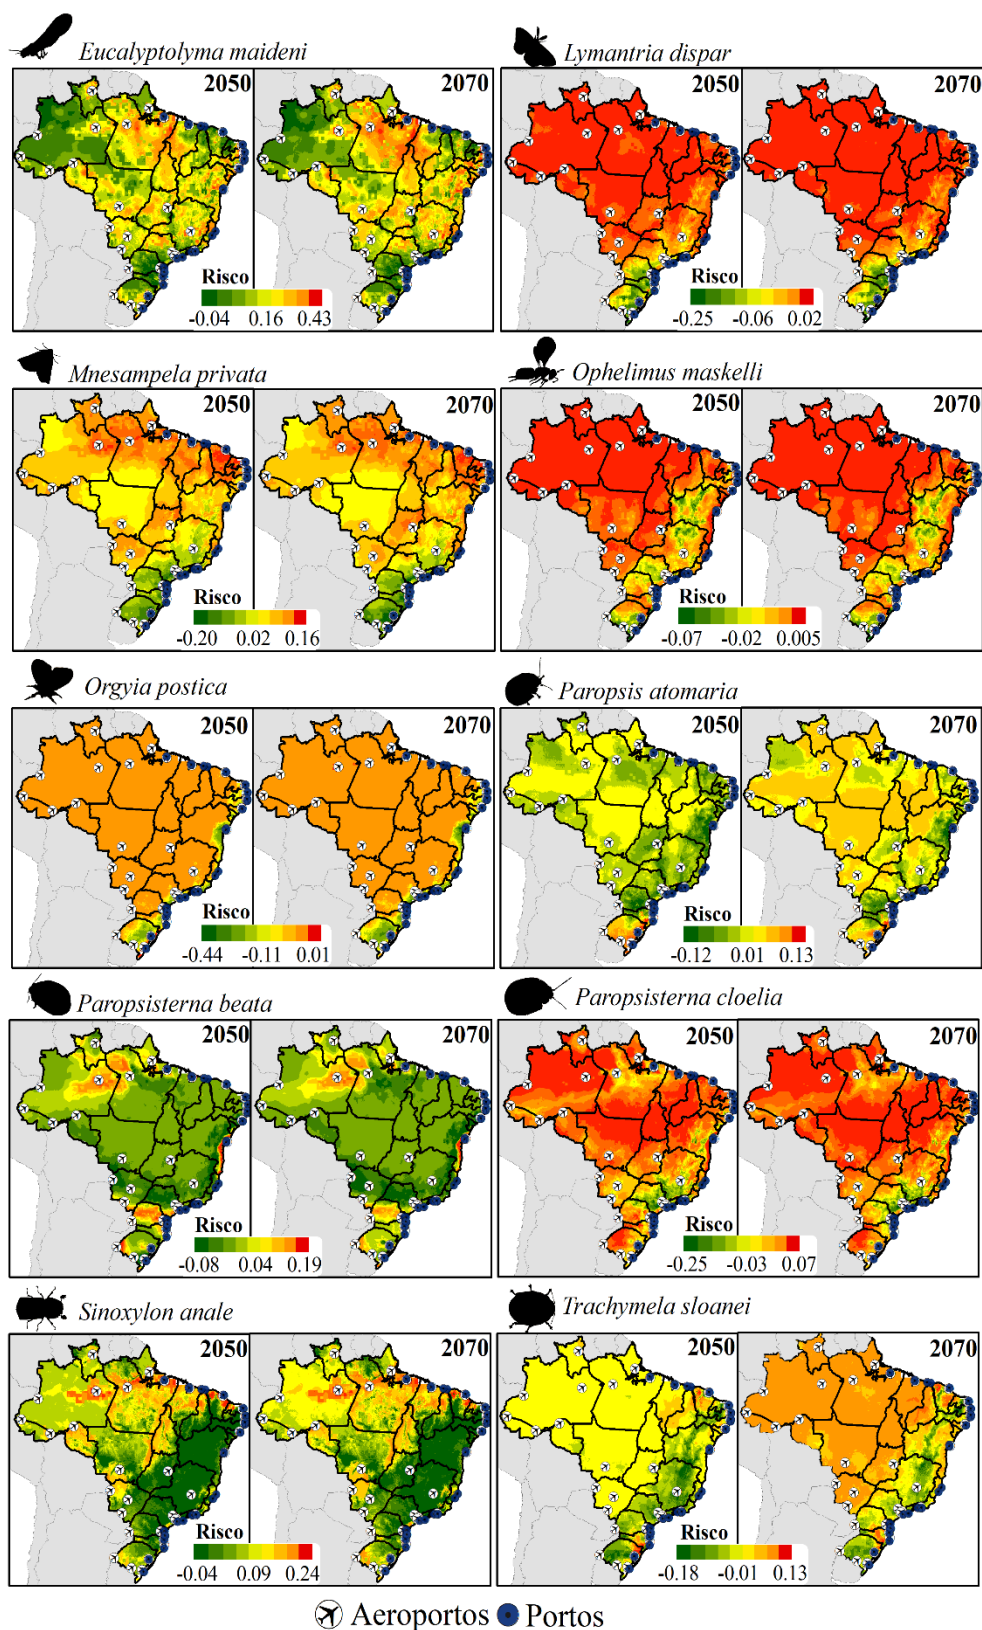 Eucalyptolyma maideni
2050
2070
Risco
-0.04 0.16 0.43
Lymantria dispar
2050
2070
Risco
-0.25 -0.06 0.02
Mnesampela privata
2050
2070
Risco
-0.20 0.02 0.16
Ophelimus maskelli
2050
2070
Risco
-0.07 -0.02 0.005
Orgyia postica
2050
2070
Risco
-0.44 -0.11 0.01
Paropsis atomaria
2050
2070
Risco
-0.12 0.01 0.13
Paropsisterna beata
2050
2070
Risco
-0.08 0.04 0.19
Paropsisterna cloelia
2050
2070
Risco
-0.25 -0.03 0.07
Sinoxylon anale
2050
2070
Risco
-0.04 0.09 0.24
Trachymela sloanei
2050
2070
Risco
-0.18 -0.01 0.13
Aeroportos Portos